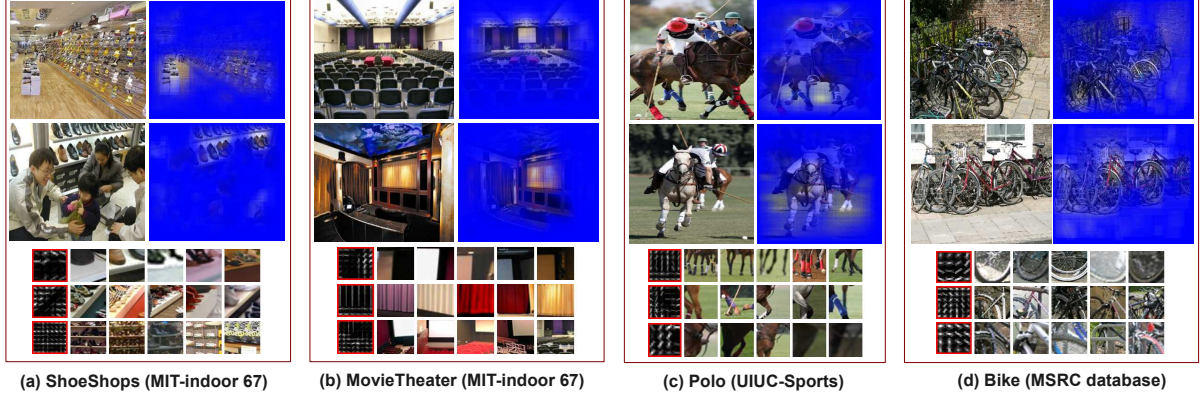 (a) ShoeShops (MIT-indoor 67)
(b) MovieTheater (MIT-indoor 67)
(c) Polo (UIUC-Sports)
(d) Bike (MSRC database)